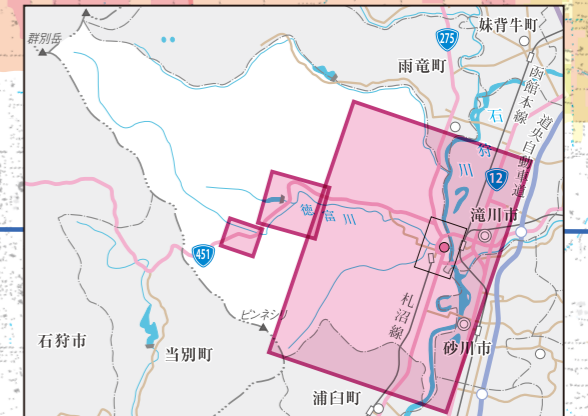 群別岳
妹背牛町
275
雨竜町
函館本線
道央自動車道
石狩川
12
徳富川
滝川市
451
札沼線
ピンネシリ
石狩市
当別町
砂川市
浦臼町